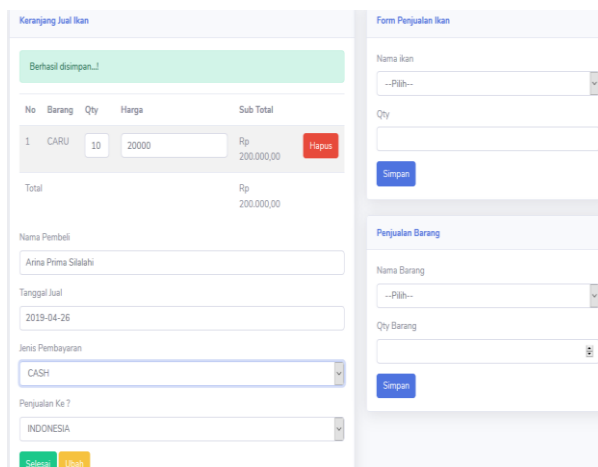 Keranjang Jual Ikan
Berhasil disimpan...!
No Barang Qty Harga Sub Total
1 CARU 10 20000 Rp 200.000,00 Hapus
Total Rp 200.000,00
Nama Pembeli
Arina Prima Silalahi
Tanggal Jual
2019-04-26
Jenis Pembayaran
CASH
Penjualan Ke ?
INDONESIA
Selesai Ubah
Form Penjualan Ikan
Nama ikan
--Pilih--
Qty
Simpan
Penjualan Barang
Nama Barang
--Pilih--
Qty Barang
Simpan